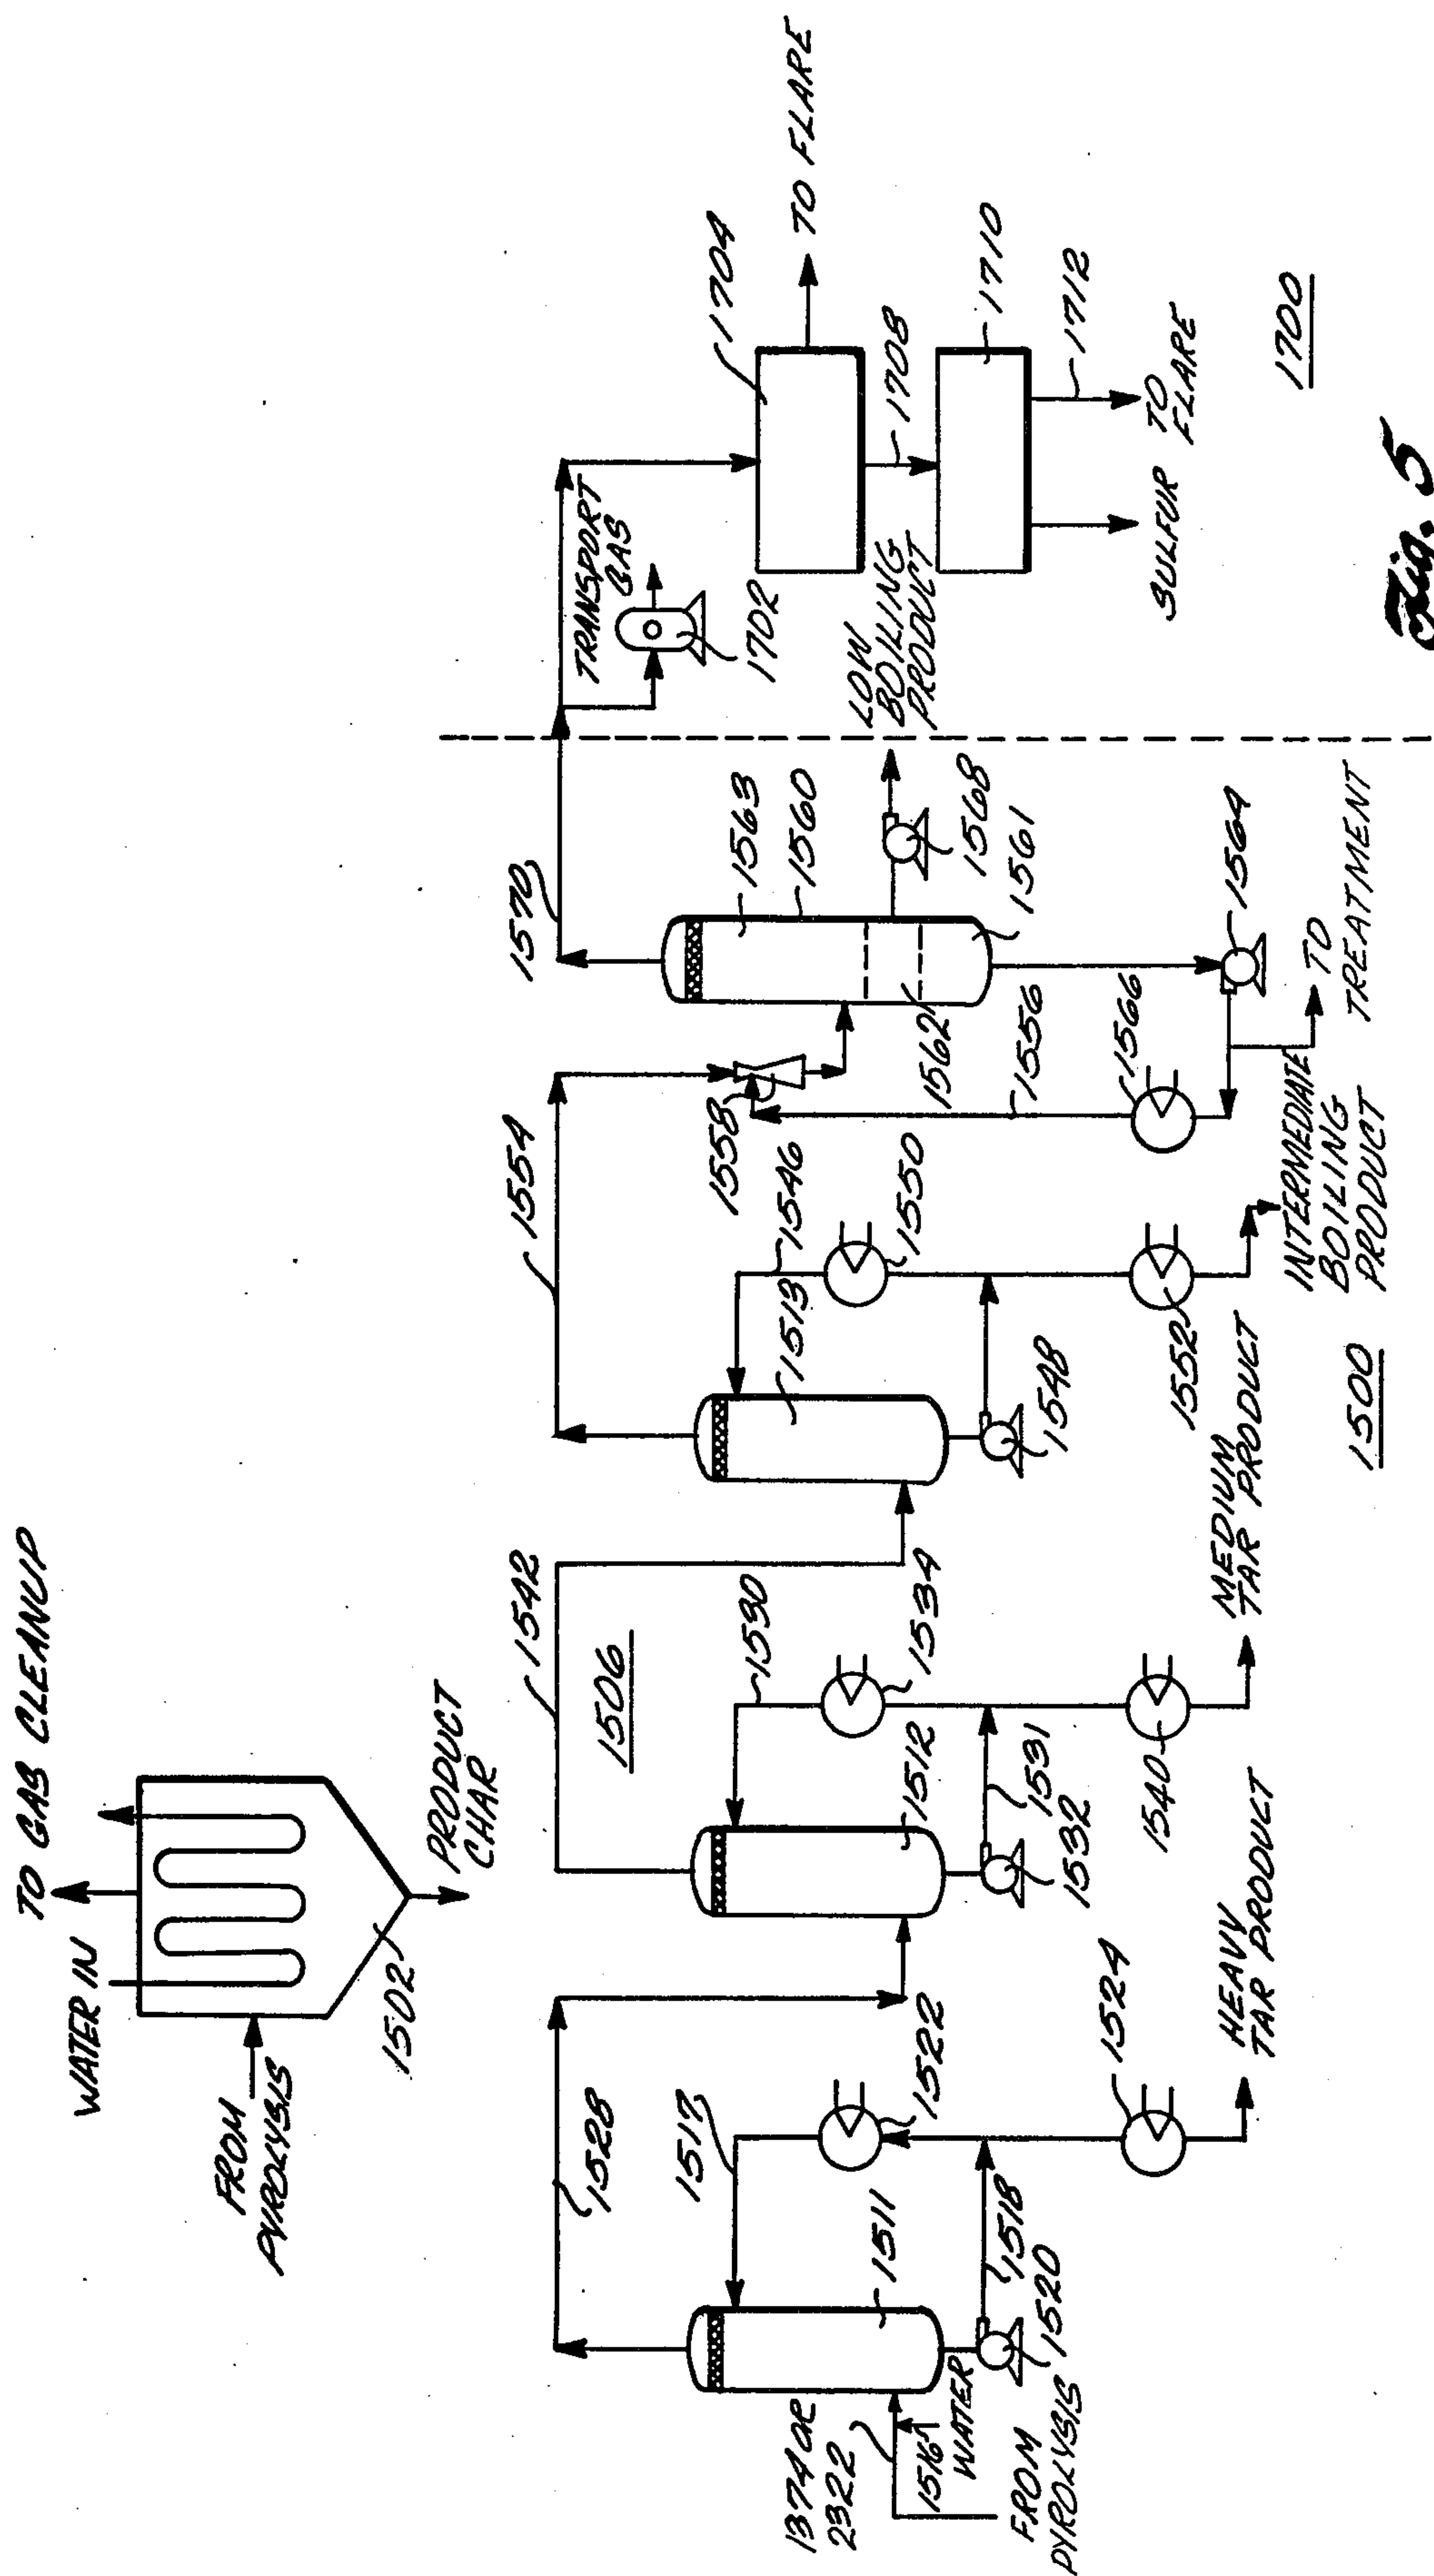 TO GAS CLEANUP
WATER IN
FROM
PYROLYSIS
1502
PRODUCT
CHAR
1528
1517
1511
1522
1518
1520
1374 OR
2322
1516
WATER
FROM
PYROLYSIS
1524
HEAVY
TAR PRODUCT
1542
1506
1530
1534
1512
1531
1532
1540
MEDIUM
TAR PRODUCT
1554
1546
1513
1550
1548
1552
INTERMEDIATE
BOILING
PRODUCT
1500
1570
1558
1563
1560
1562
1568
1561
1556
1566
1564
TO
TREATMENT
LOW
BOILING
PRODUCT
TRANSPORT
GAS
1702
1704
TO FLARE
1708
1710
1712
SULFUR
TO
FLARE
1700
Fig. 5